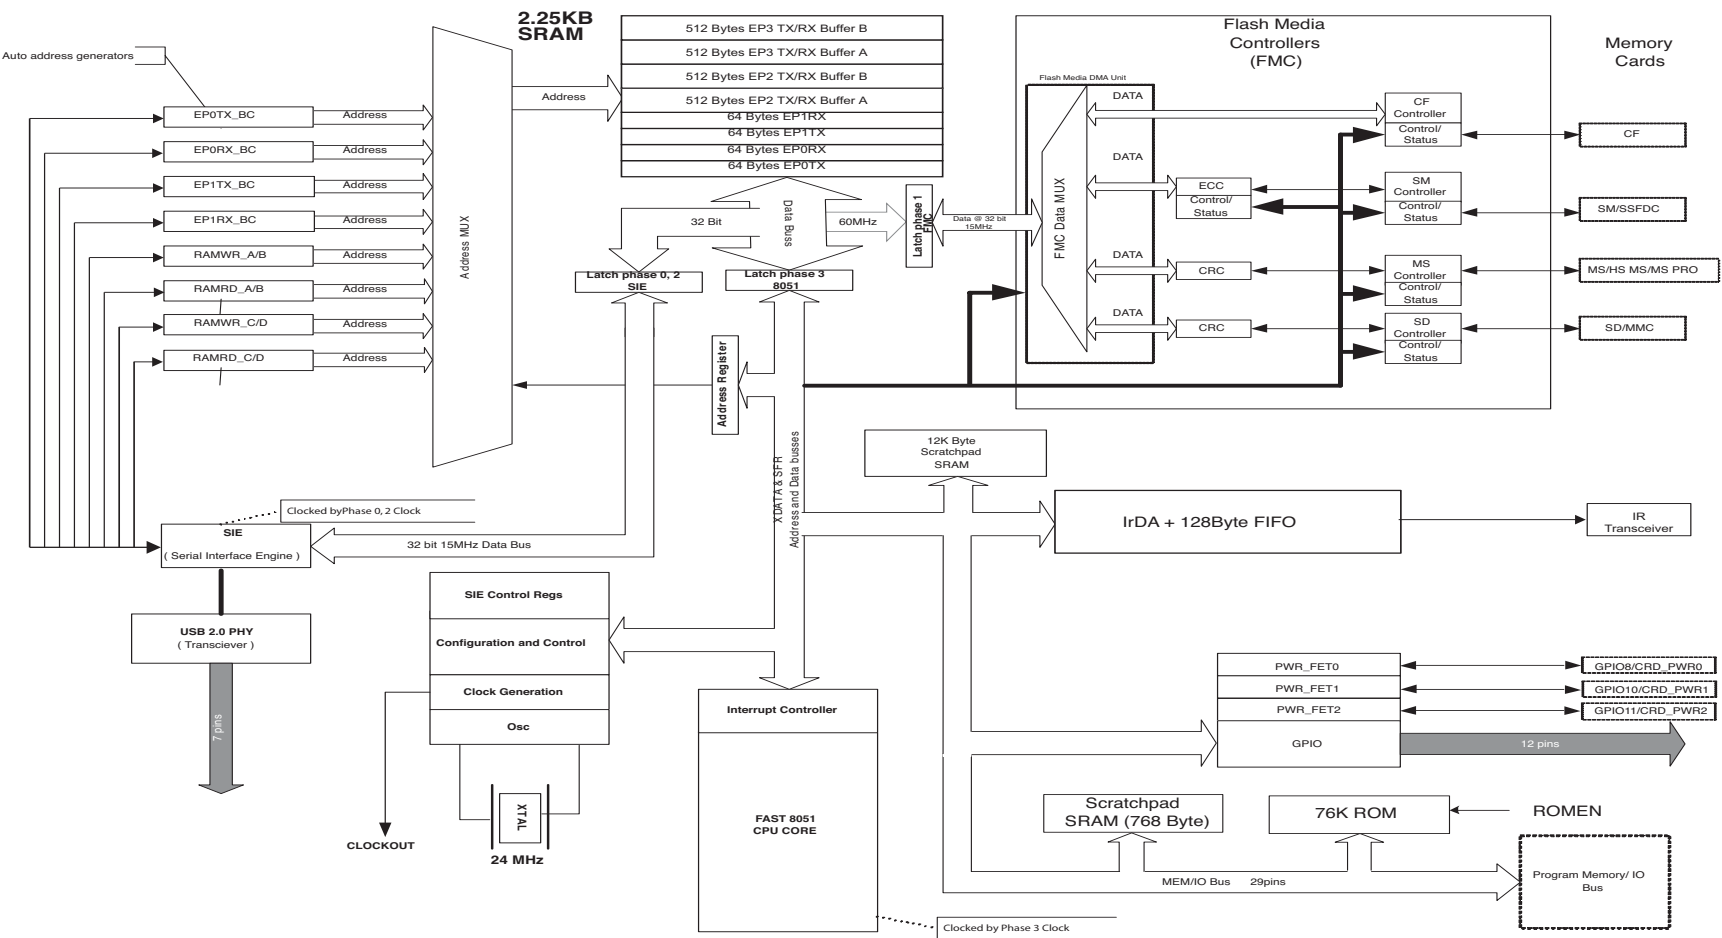 2.25KB
SRAM
Auto address generators
EP0TX_BC
EP0RX_BC
EP1TX_BC
EP1RX_BC
RAMWR_A/B
RAMRD_A/B
RAMWR_C/D
RAMRD_C/D
Address
Address
Address
Address
Address
Address
Address
Address
Address MUX
Address
512 Bytes EP3 TX/RX Buffer B
512 Bytes EP3 TX/RX Buffer A
512 Bytes EP2 TX/RX Buffer B
512 Bytes EP2 TX/RX Buffer A
64 Bytes EP1RX
64 Bytes EP1TX
64 Bytes EP0RX
64 Bytes EP0TX
32 Bit
Data Buss
60MHz
Latch phase 0, 2
SIE
Latch phase 3
8051
Latch phase 1
FMC
Data @ 32 bit
15MHz
Flash Media
Controllers
(FMC)
Flash Media DMA Unit
FMC Data MUX
DATA
DATA
DATA
DATA
ECC
Control/
Status
CRC
CRC
CF
Controller
Control/
Status
SM
Controller
Control/
Status
MS
Controller
Control/
Status
SD
Controller
Control/
Status
Memory
Cards
CF
SM/SSFDC
MS/HS MS/MS PRO
SD/MMC
Address Register
XDATA & SFR
Address and Data busses
12K Byte
Scratchpad
SRAM
IrDA + 128Byte FIFO
IR
Transceiver
Clocked byPhase 0, 2 Clock
SIE
( Serial Interface Engine )
32 bit 15MHz Data Bus
USB 2.0 PHY
( Transciever )
7 pins
SIE Control Regs
Configuration and Control
Clock Generation
Osc
XTAL
24 MHz
CLOCKOUT
Interrupt Controller
FAST 8051
CPU CORE
Clocked by Phase 3 Clock
PWR_FET0
PWR_FET1
PWR_FET2
GPIO
GPIO8/CRD_PWR0
GPIO10/CRD_PWR1
GPIO11/CRD_PWR2
12 pins
Scratchpad
SRAM (768 Byte)
76K ROM
ROMEN
MEM/IO Bus 29pins
Program Memory/ IO
Bus